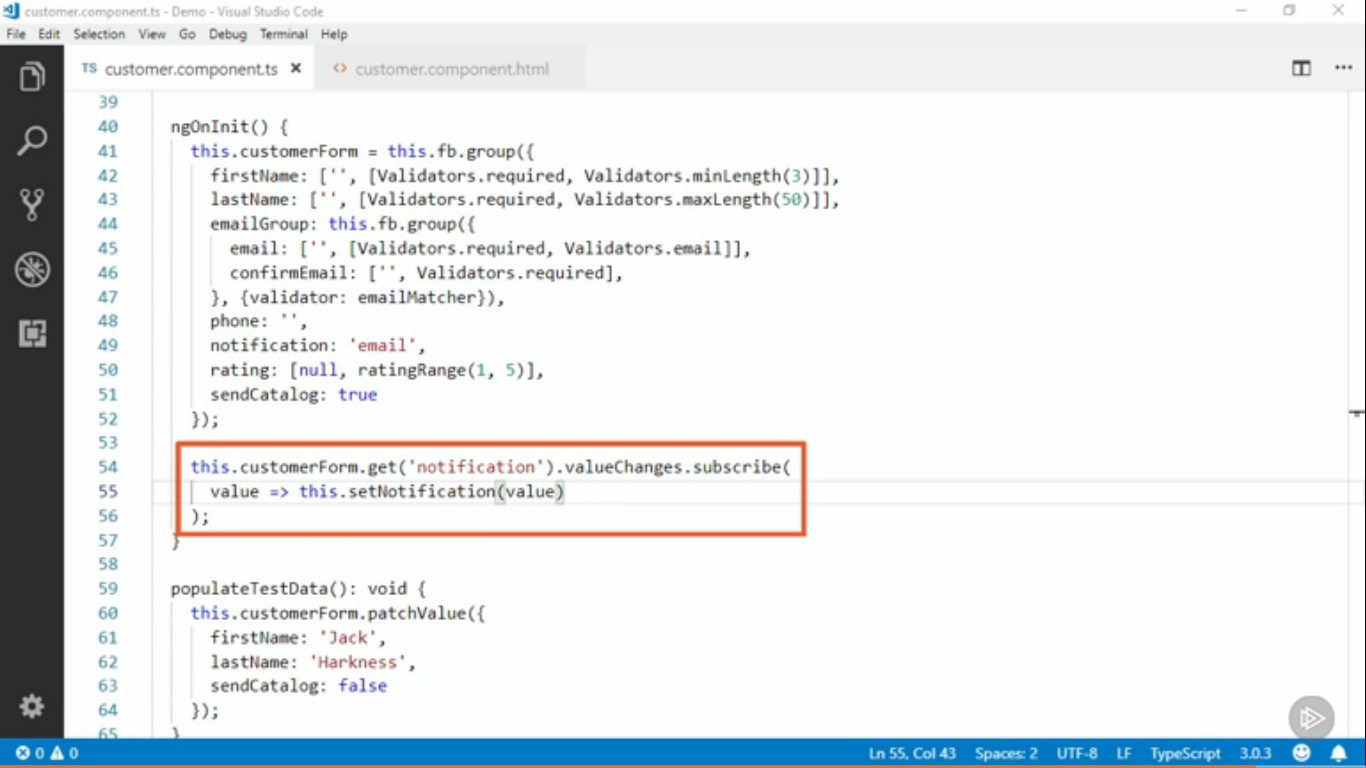 customer.component.ts - Demo - Visual Studio Code
File Edit Selection View Go Debug Terminal Help
TS customer.component.ts × <> customer.component.html
39
40 ngOnInit() {
41 this.customerForm = this.fb.group({
42 firstName: ['', [Validators.required, Validators.minLength(3)]],
43 lastName: ['', [Validators.required, Validators.maxLength(50)]],
44 emailGroup: this.fb.group({
45 email: ['', [Validators.required, Validators.email]],
46 confirmEmail: ['', Validators.required],
47 }, {validator: emailMatcher}),
48 phone: '',
49 notification: 'email',
50 rating: [null, ratingRange(1, 5)],
51 sendCatalog: true
52 });
53
54 this.customerForm.get('notification').valueChanges.subscribe(
55 value => this.setNotification(value)
56 );
57 }
58
59 populateTestData(): void {
60 this.customerForm.patchValue({
61 firstName: 'Jack',
62 lastName: 'Harkness',
63 sendCatalog: false
64 });
65 }
0 0 Ln 55, Col 43 Spaces: 2 UTF-8 LF TypeScript 3.0.3